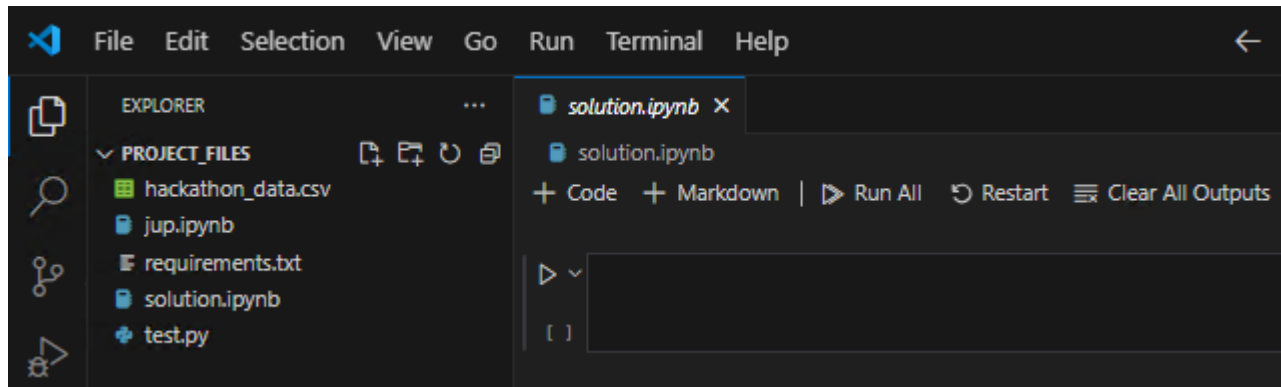 File Edit Selection View Go Run Terminal Help
EXPLORER
PROJECT_FILES
hackathon_data.csv
jup.ipynb
requirements.txt
solution.ipynb
test.py
solution.ipynb
solution.ipynb
Code Markdown Run All Restart Clear All Outputs
[ ]